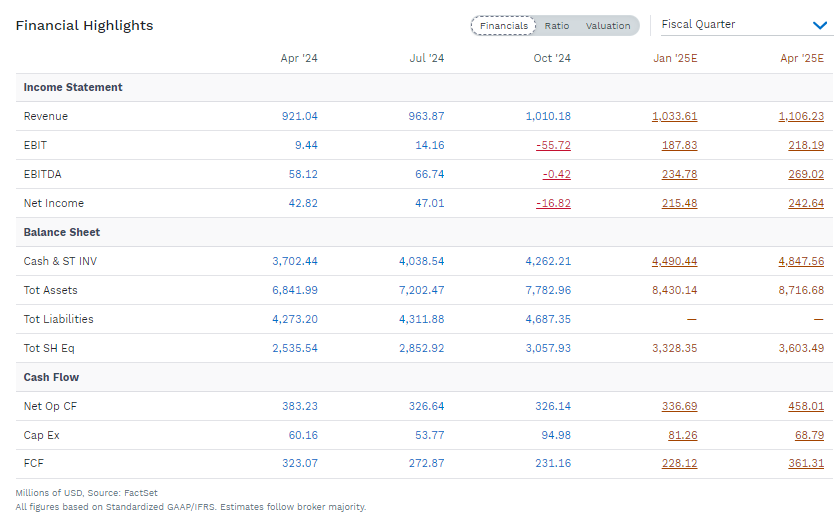 Financial Highlights Financials Ratio Valuation Fiscal Quarter
Apr '24 Jul '24 Oct '24 Jan '25E Apr '25E
Income Statement
Revenue 921.04 963.87 1,010.18 1,033.61 1,106.23
EBIT 9.44 14.16 -55.72 187.83 218.19
EBITDA 58.12 66.74 -0.42 234.78 269.02
Net Income 42.82 47.01 -16.82 215.48 242.64
Balance Sheet
Cash & ST INV 3,702.44 4,038.54 4,262.21 4,490.44 4,847.56
Tot Assets 6,841.99 7,202.47 7,782.96 8,430.14 8,716.68
Tot Liabilities 4,273.20 4,311.88 4,687.35 — —
Tot SH Eq 2,535.54 2,852.92 3,057.93 3,328.35 3,603.49
Cash Flow
Net Op CF 383.23 326.64 326.14 336.69 458.01
Cap Ex 60.16 53.77 94.98 81.26 68.79
FCF 323.07 272.87 231.16 228.12 361.31
Millions of USD, Source: FactSet
All figures based on Standardized GAAP/IFRS. Estimates follow broker majority.